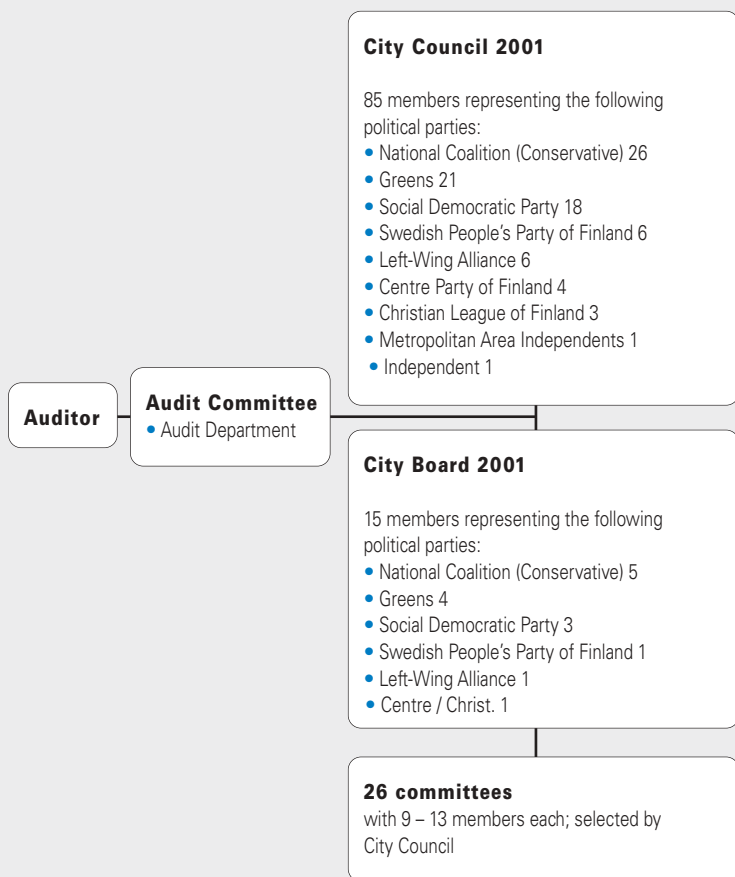 City Council 2001
85 members representing the following
political parties:
• National Coalition (Conservative) 26
• Greens 21
• Social Democratic Party 18
• Swedish People's Party of Finland 6
• Left-Wing Alliance 6
• Centre Party of Finland 4
• Christian League of Finland 3
• Metropolitan Area Independents 1
• Independent 1
Auditor
Audit Committee
• Audit Department
City Board 2001
15 members representing the following
political parties:
• National Coalition (Conservative) 5
• Greens 4
• Social Democratic Party 3
• Swedish People's Party of Finland 1
• Left-Wing Alliance 1
• Centre / Christ. 1
26 committees
with 9 – 13 members each; selected by
City Council